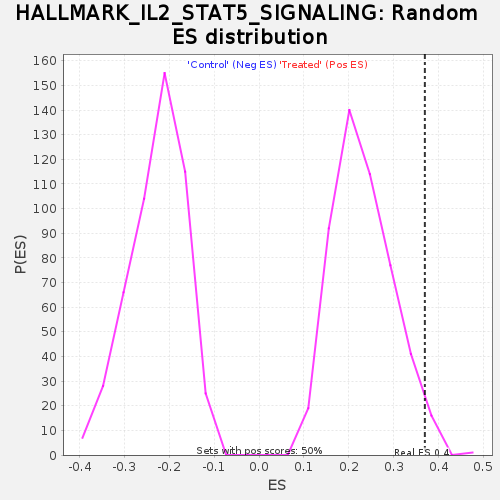 HALLMARK_IL2_STAT5_SIGNALING: Random
ES distribution
'Control' (Neg ES) 'Treated' (Pos ES)
160
150
140
130
120
110
100
90
80
70
60
50
40
30
20
10
0
P(ES)
Sets with pos scores: 50%
Real ES 0.4
-0.4 -0.3 -0.2 -0.1 0.0 0.1 0.2 0.3 0.4 0.5
ES